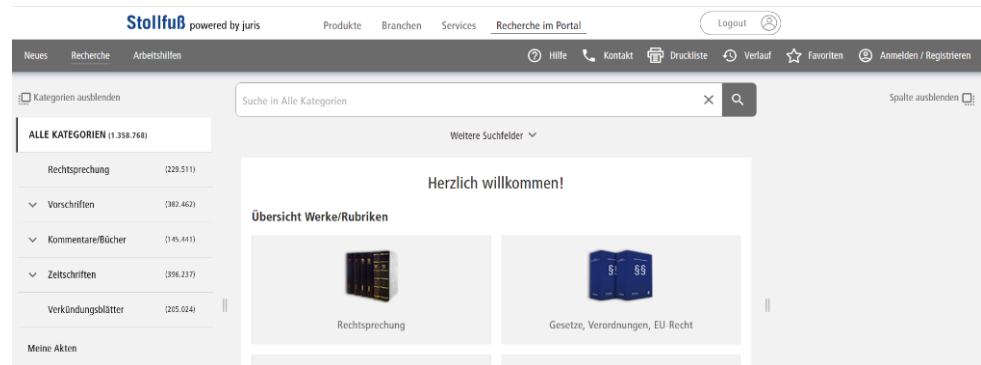 Stollfuß powered by juris Produkte Branchen Services Recherche im Portal Logout
Neues Recherche Arbeitshilfen Hilfe Kontakt Druckliste Verlauf Favoriten Anmelden / Registrieren
Kategorien ausblenden
Suche in Alle Kategorien
Spalte ausblenden
Weitere Suchfelder
ALLE KATEGORIEN (1.358.768)
Rechtsprechung (229.511)
Vorschriften (382.462)
Kommentare/Bücher (145.441)
Zeitschriften (396.237)
Verkündungsblätter (205.024)
Meine Akten
Herzlich willkommen!
Übersicht Werke/Rubriken
Rechtsprechung
§§ §§
Gesetze, Verordnungen, EU-Recht